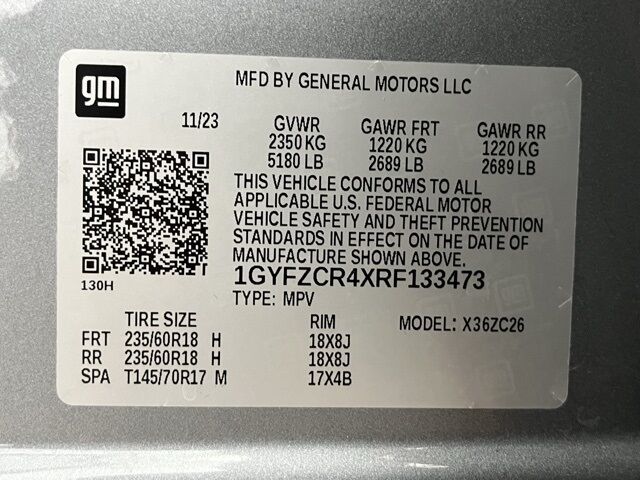 gm
MFD BY GENERAL MOTORS LLC
11/23 GVWR GAWR FRT GAWR RR
2350 KG 1220 KG 1220 KG
5180 LB 2689 LB 2689 LB
THIS VEHICLE CONFORMS TO ALL
APPLICABLE U.S. FEDERAL MOTOR
VEHICLE SAFETY AND THEFT PREVENTION
STANDARDS IN EFFECT ON THE DATE OF
MANUFACTURE SHOWN ABOVE.
130H
1GYFZCR4XRF133473
TYPE: MPV
TIRE SIZE RIM MODEL: X36ZC26
FRT 235/60R18 H 18X8J
RR 235/60R18 H 18X8J
SPA T145/70R17 M 17X4B